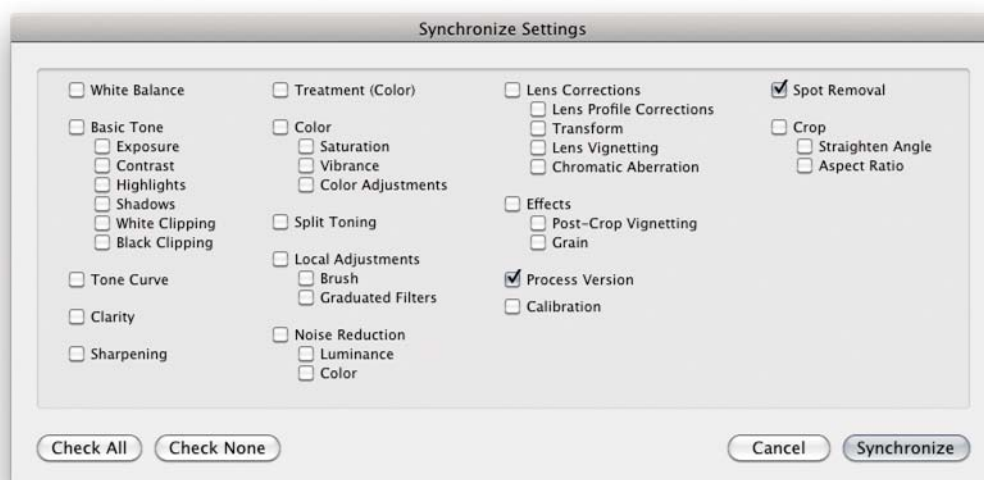 Synchronize Settings
White Balance
Basic Tone
Exposure
Contrast
Highlights
Shadows
White Clipping
Black Clipping
Tone Curve
Clarity
Sharpening
Treatment (Color)
Color
Saturation
Vibrance
Color Adjustments
Split Toning
Local Adjustments
Brush
Graduated Filters
Noise Reduction
Luminance
Color
Lens Corrections
Lens Profile Corrections
Transform
Lens Vignetting
Chromatic Aberration
Effects
Post-Crop Vignetting
Grain
Process Version
Calibration
Spot Removal
Crop
Straighten Angle
Aspect Ratio
Check All
Check None
Cancel
Synchronize